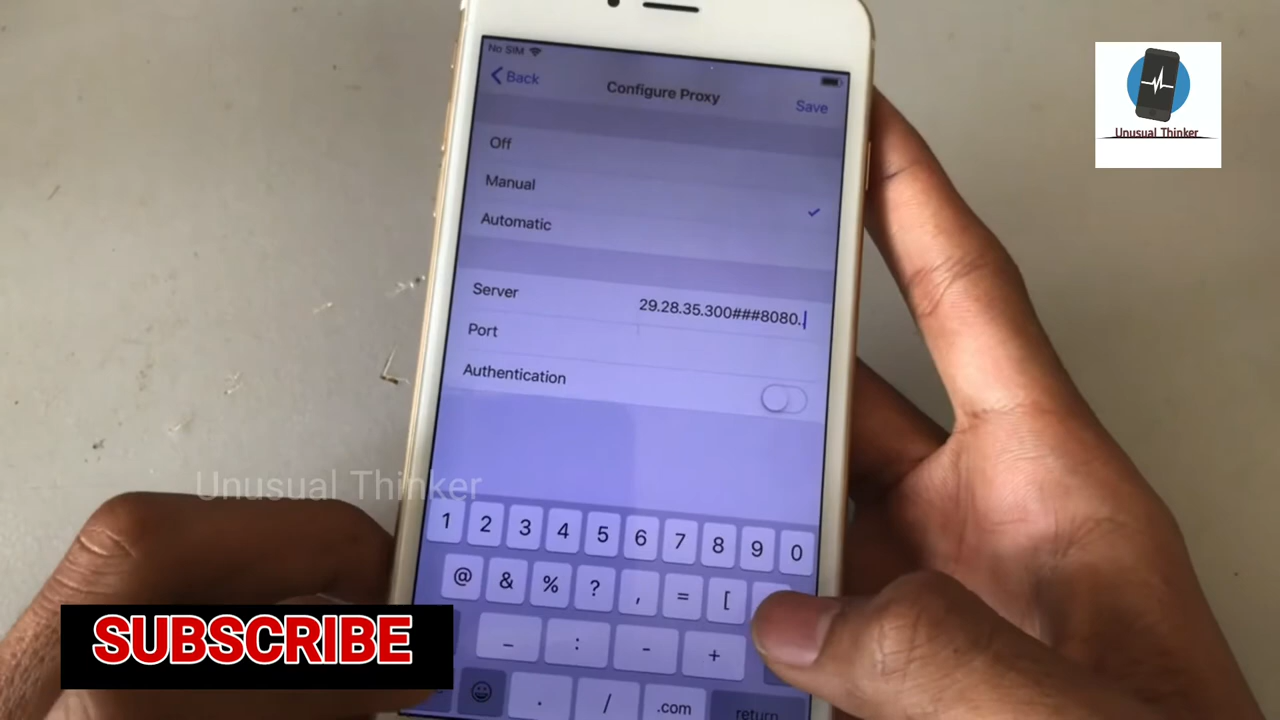 No SIM
Back
Configure Proxy
Save
Off
Manual
Automatic
Server
29.28.35.300###8080.
Port
Authentication
1 2 3 4 5 6 7 8 9 0
@ & % ? , = [
_ : - +
. / .com return
Unusual Thinker
Unusual Thinker
SUBSCRIBE